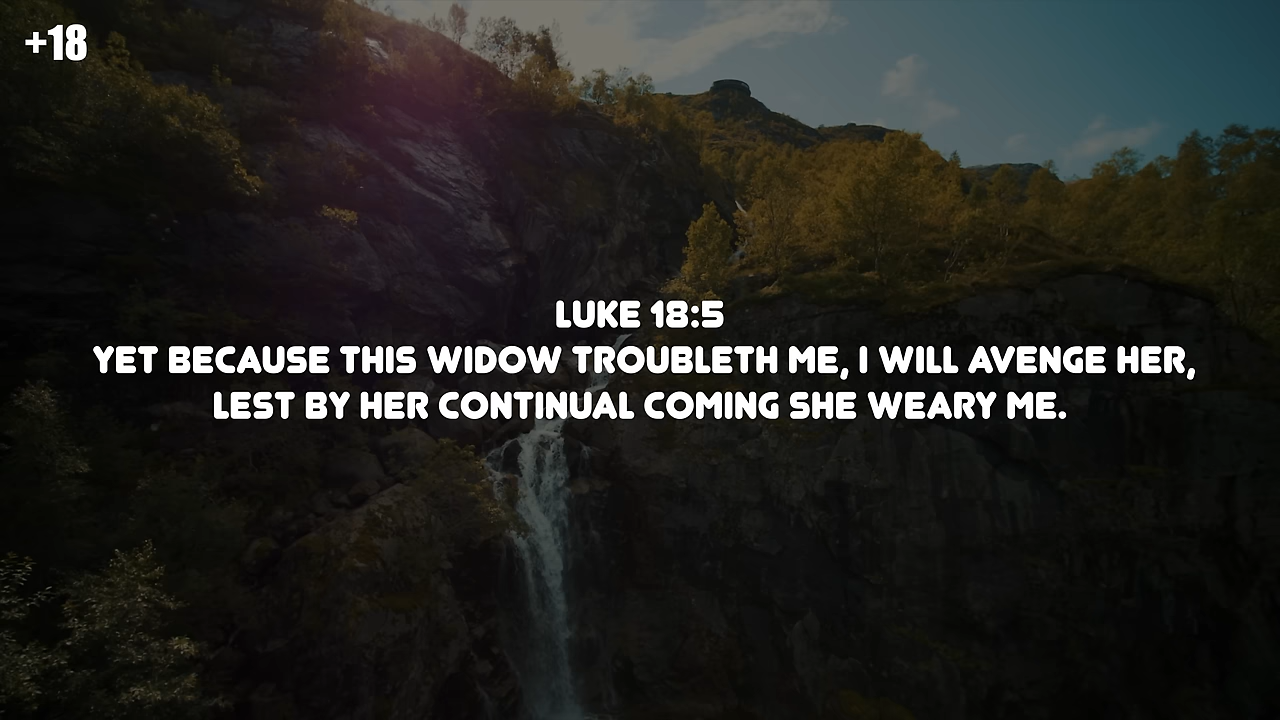 +18
LUKE 18:5
YET BECAUSE THIS WIDOW TROUBLETH ME, I WILL AVENGE HER,
LEST BY HER CONTINUAL COMING SHE WEARY ME.